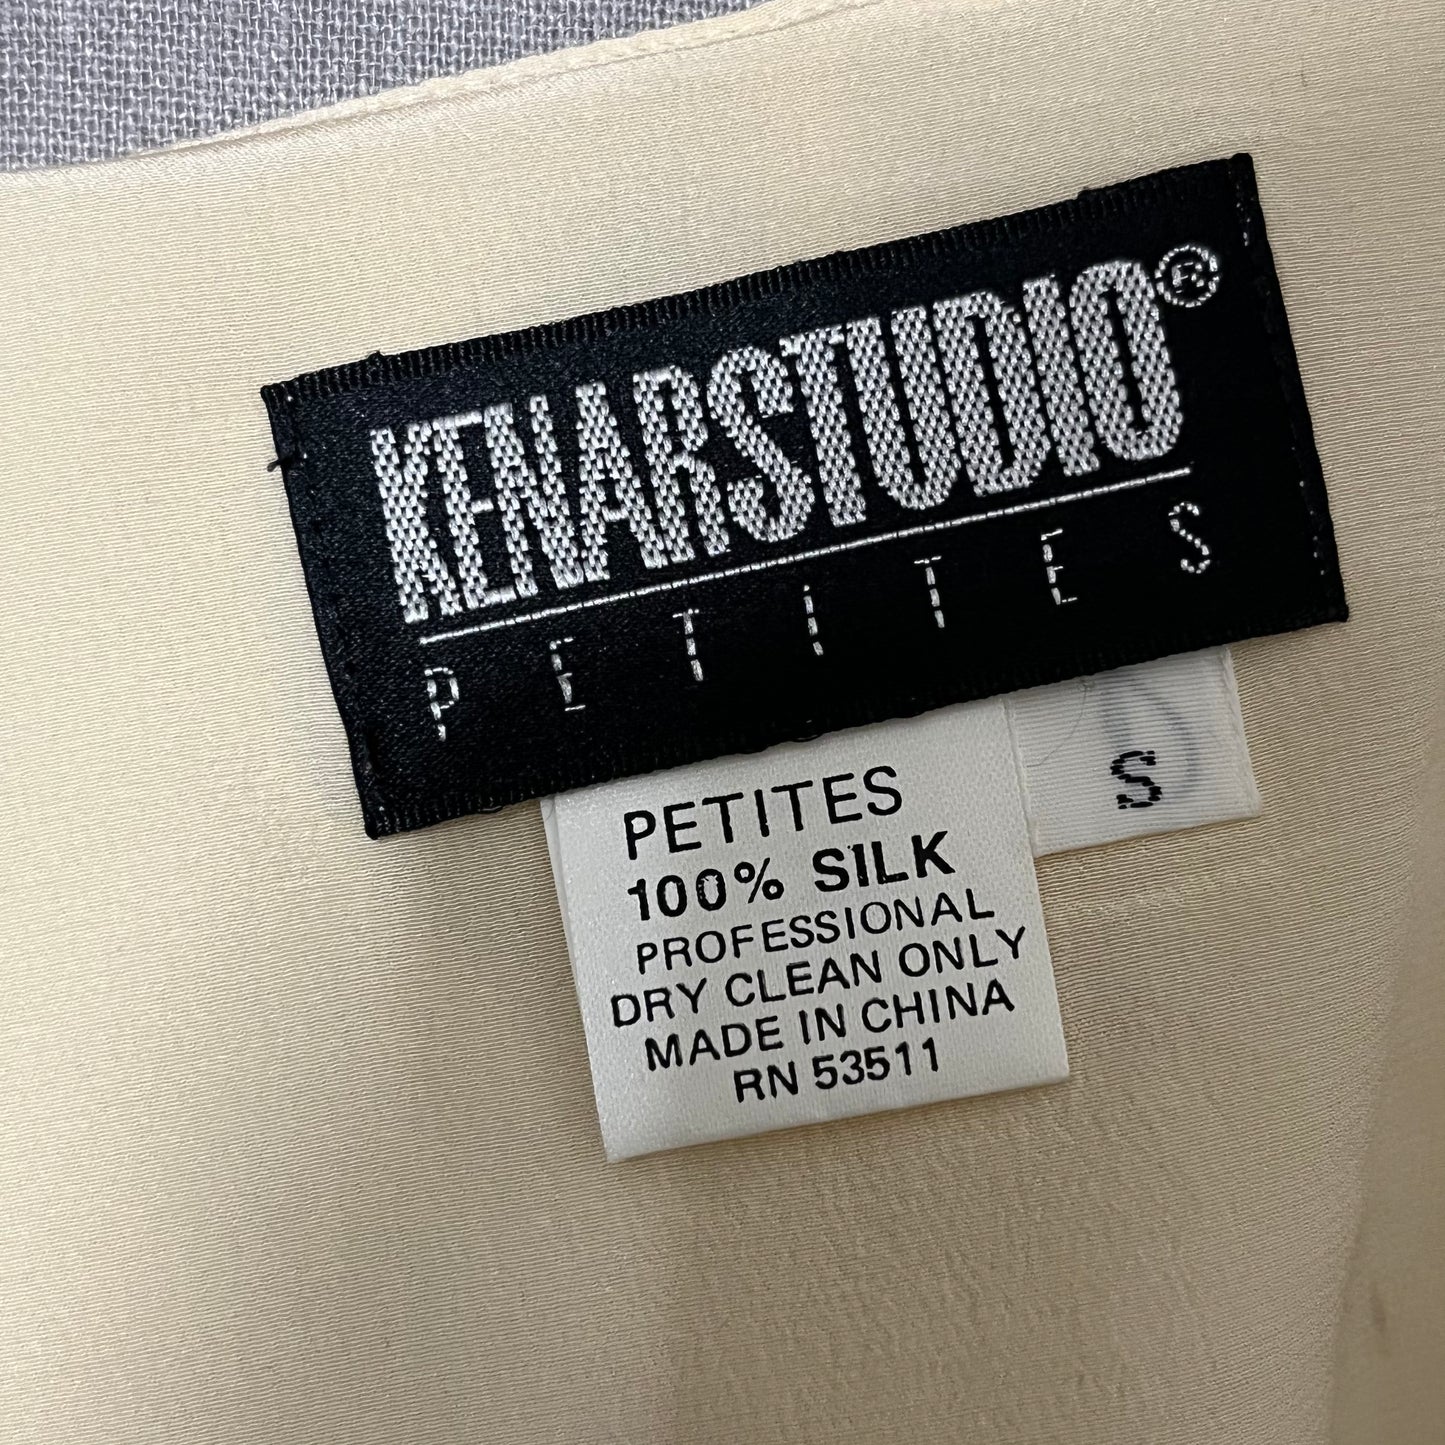 KENARSTUDIO®
PETITES
S
PETITES
100% SILK
PROFESSIONAL
DRY CLEAN ONLY
MADE IN CHINA
RN 53511